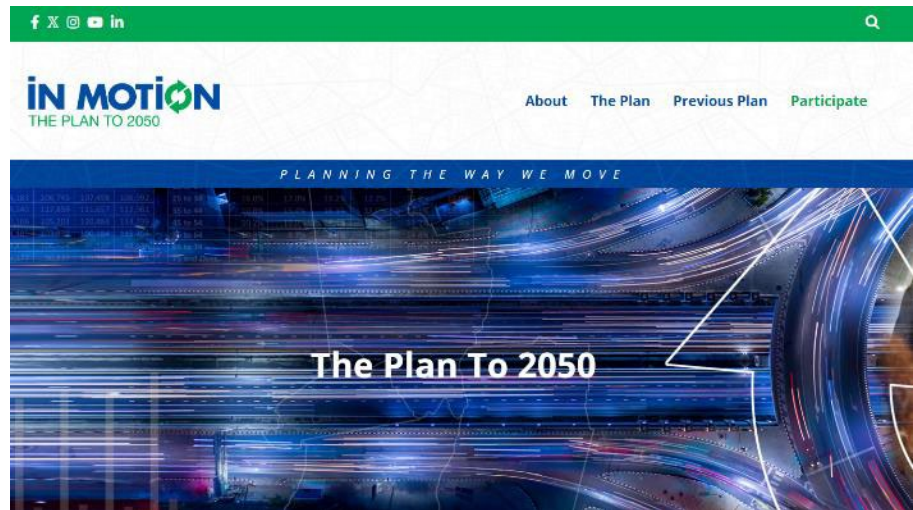 iN MOTiON
THE PLAN TO 2050
About The Plan Previous Plan Participate
PLANNING THE WAY WE MOVE
The Plan To 2050